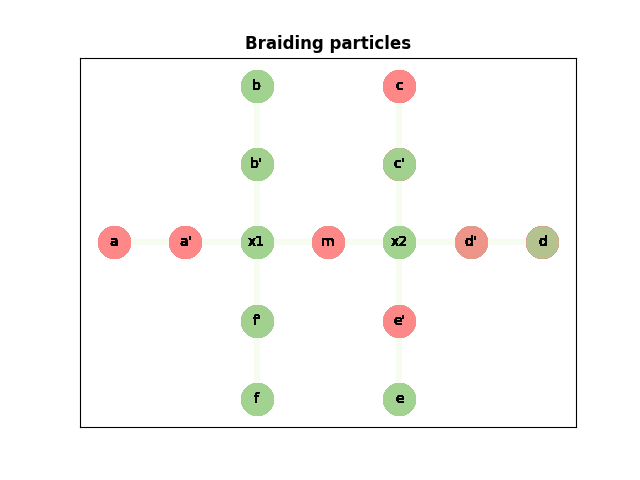 Braiding particles
b c
b' c'
a a' x1 m x2 d' d
f' e'
f e